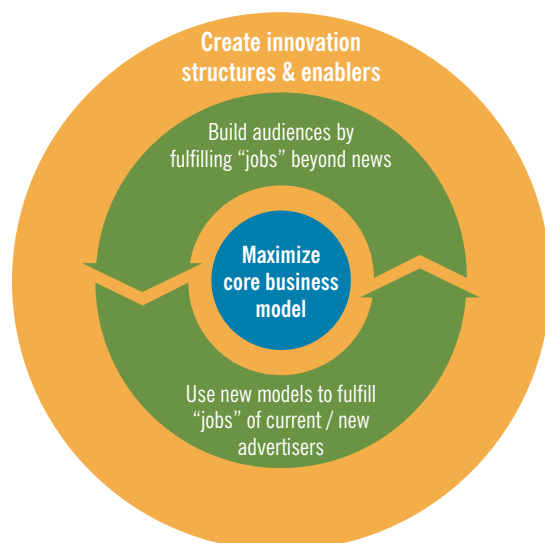 Create innovation
structures & enablers
Build audiences by
fulfilling “jobs” beyond news
Maximize
core business
model
Use new models to fulfill
“jobs” of current / new
advertisers